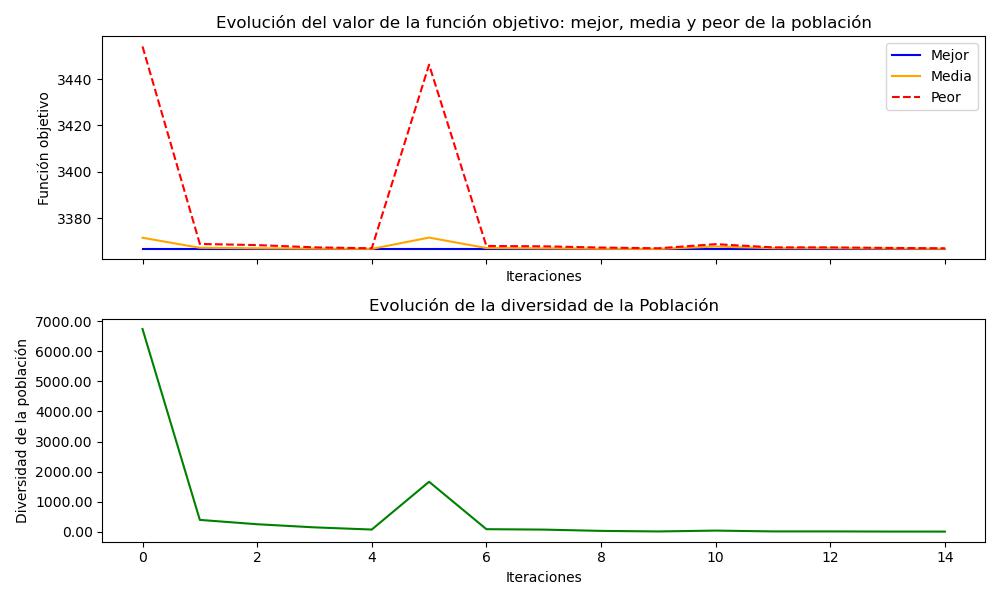 Evolución del valor de la función objetivo: mejor, media y peor de la población
Función objetivo
3440
3420
3400
3380
Mejor
Media
Peor
Iteraciones
Evolución de la diversidad de la Población
Diversidad de la población
7000.00
6000.00
5000.00
4000.00
3000.00
2000.00
1000.00
0.00
0 2 4 6 8 10 12 14
Iteraciones